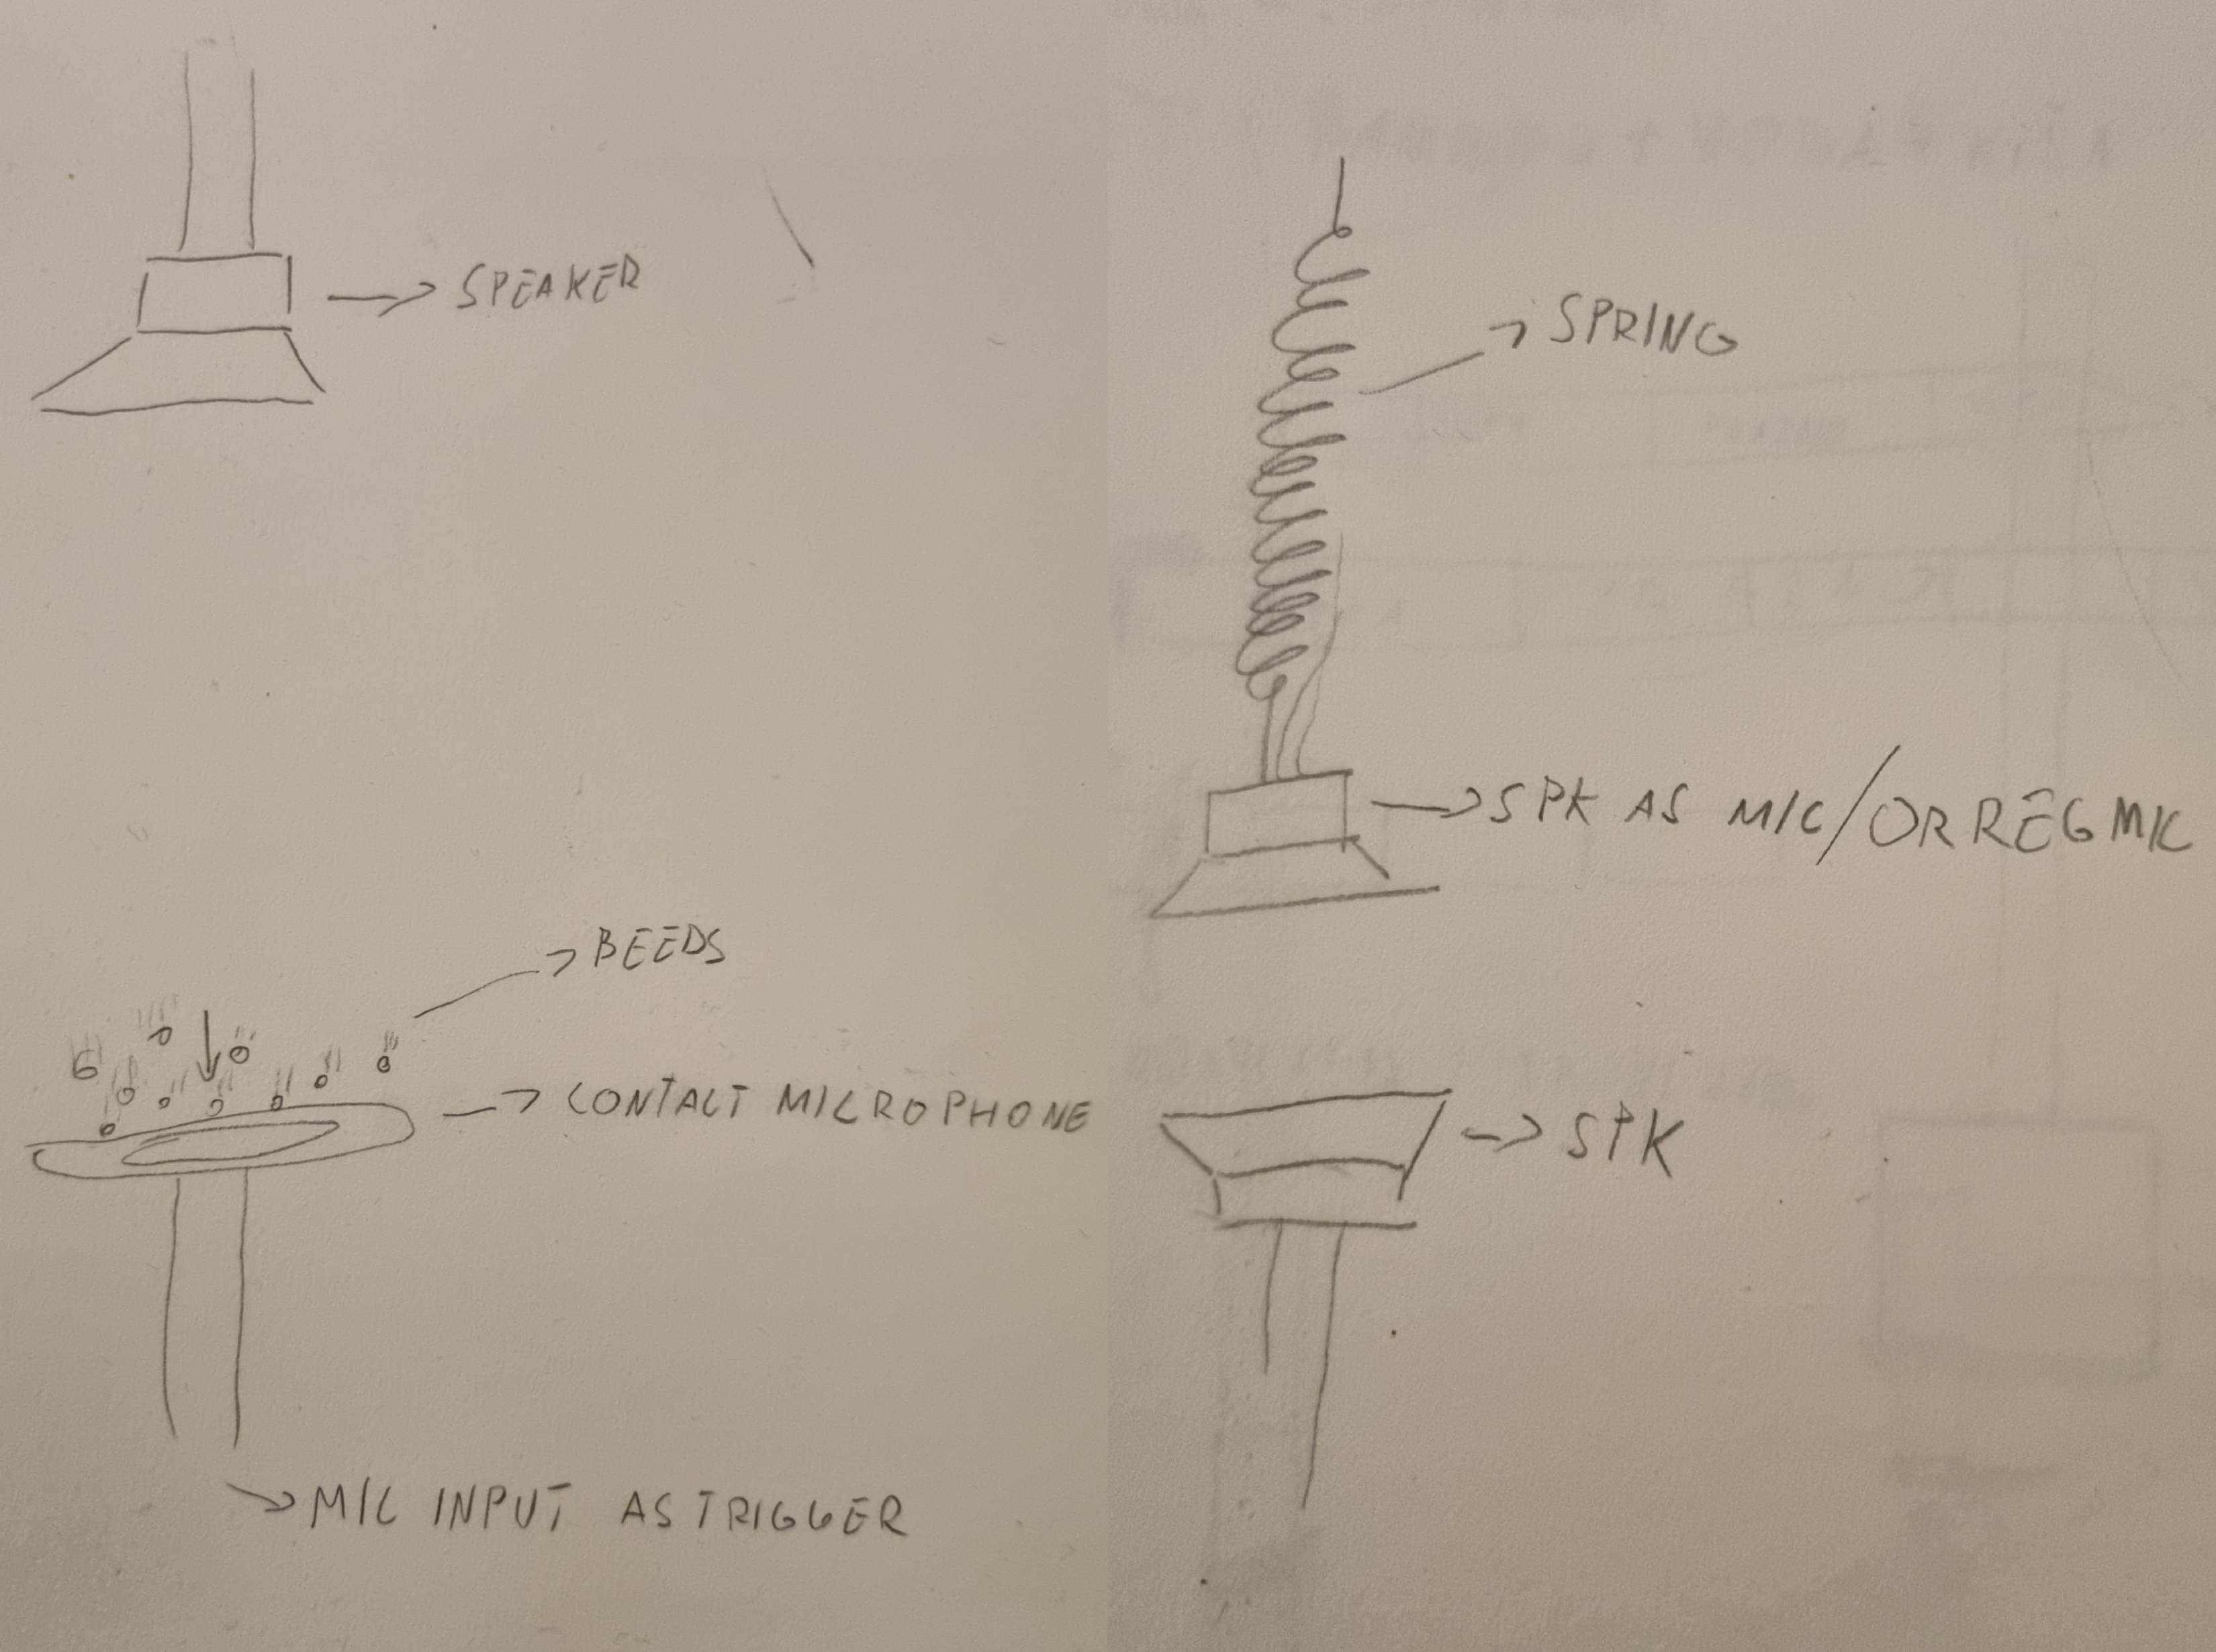 SPEAKER
BEEDS
CONTACT MICROPHONE
MIC INPUT AS TRIGGER
SPRING
SPK AS MIC/OR REG MIC
SPK